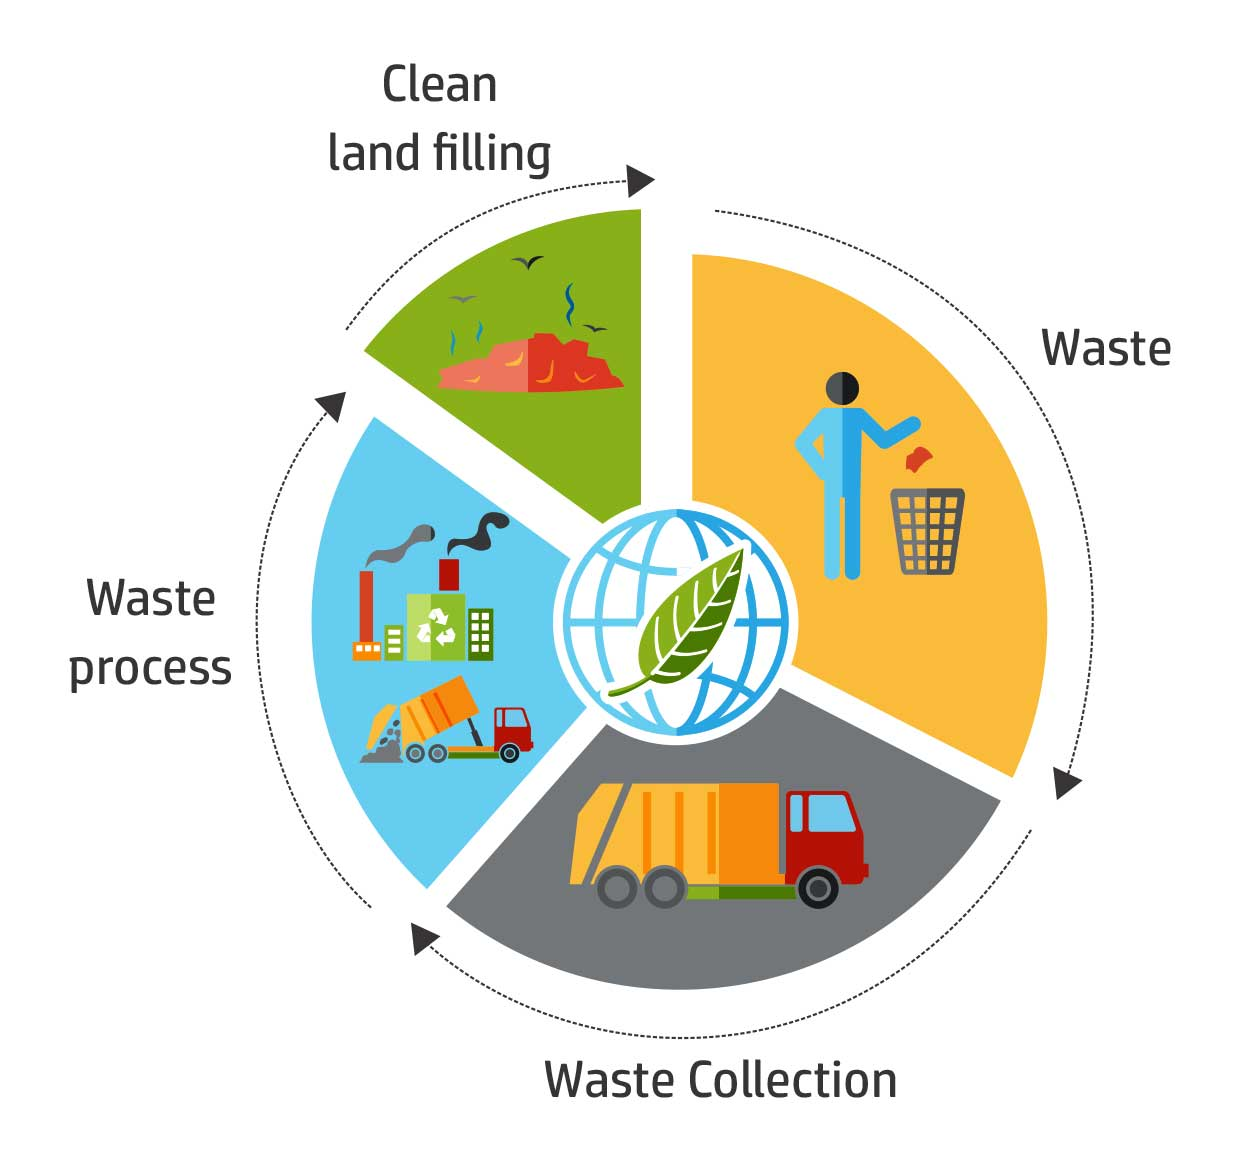 Clean
land filling
Waste
Waste
process
Waste Collection